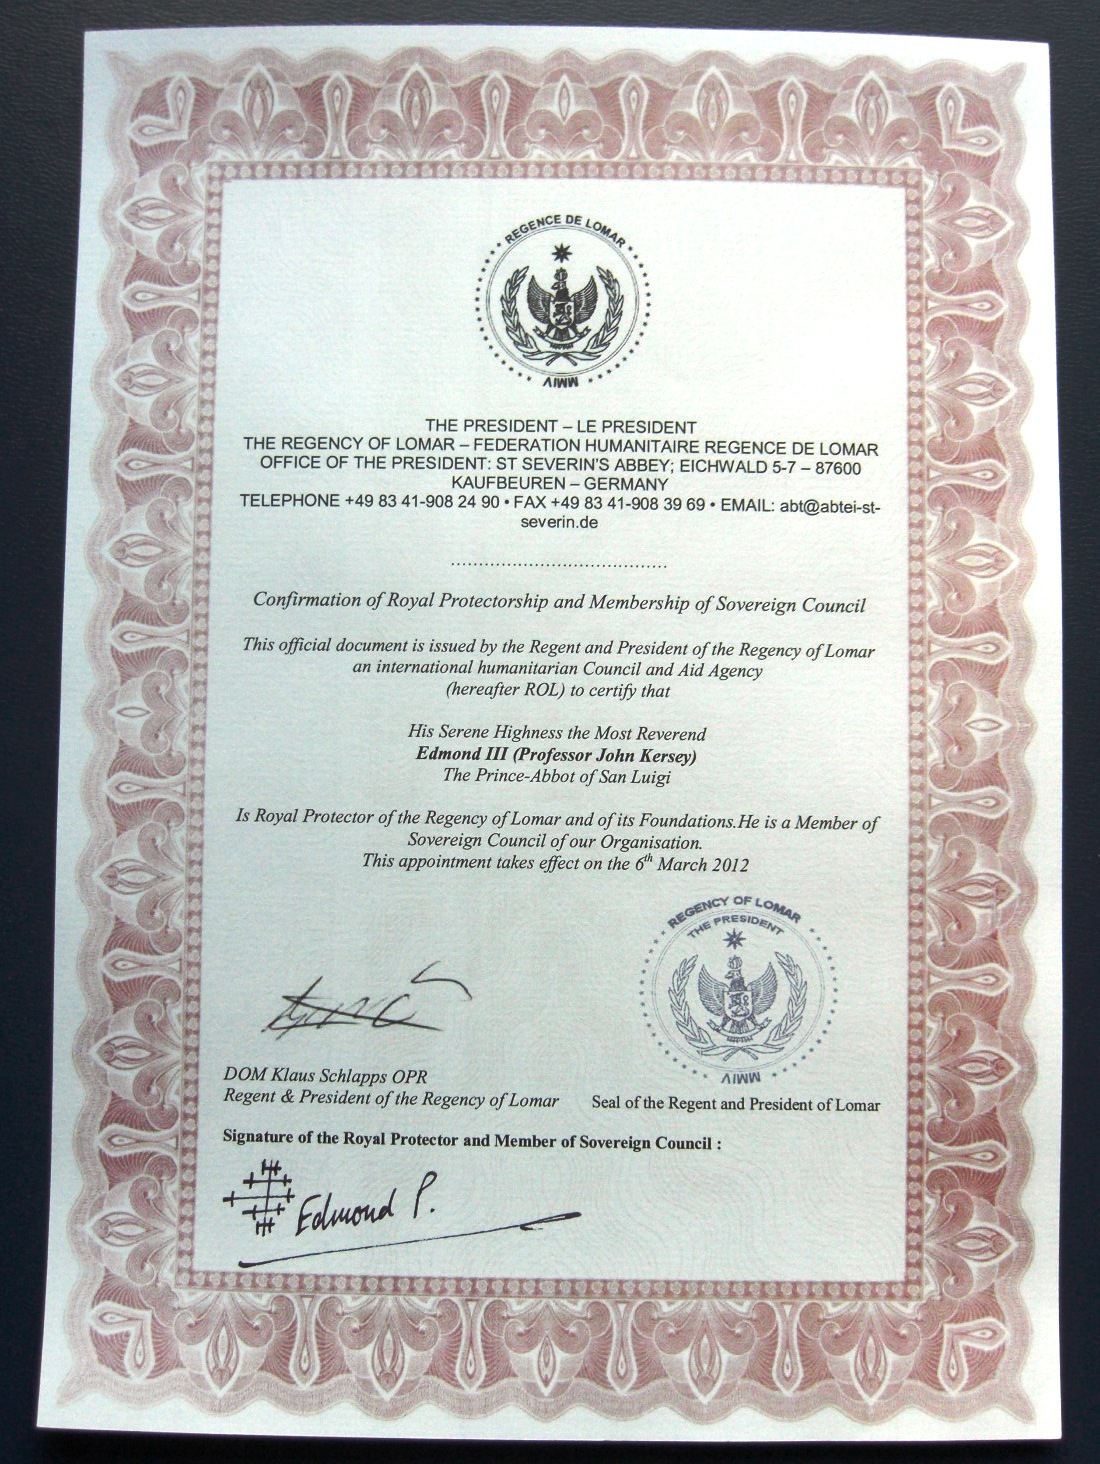 REGENCE DE LOMAR
MMIV
THE PRESIDENT – LE PRESIDENT
THE REGENCY OF LOMAR – FEDERATION HUMANITAIRE REGENCE DE LOMAR
OFFICE OF THE PRESIDENT: ST SEVERIN'S ABBEY; EICHWALD 5-7 – 87600
KAUFBEUREN – GERMANY
TELEPHONE +49 83 41-908 24 90 • FAX +49 83 41-908 39 69 • EMAIL: abt@abtei-st-
severin.de
.......................................
Confirmation of Royal Protectorship and Membership of Sovereign Council
This official document is issued by the Regent and President of the Regency of Lomar
an international humanitarian Council and Aid Agency
(hereafter ROL) to certify that
His Serene Highness the Most Reverend
Edmond III (Professor John Kersey)
The Prince-Abbot of San Luigi
Is Royal Protector of the Regency of Lomar and of its Foundations.He is a Member of
Sovereign Council of our Organisation.
This appointment takes effect on the 6th March 2012
REGENCY OF LOMAR
THE PRESIDENT
MMIV
DOM Klaus Schlapps OPR
Regent & President of the Regency of Lomar
Seal of the Regent and President of Lomar
Signature of the Royal Protector and Member of Sovereign Council :
Edmond P.